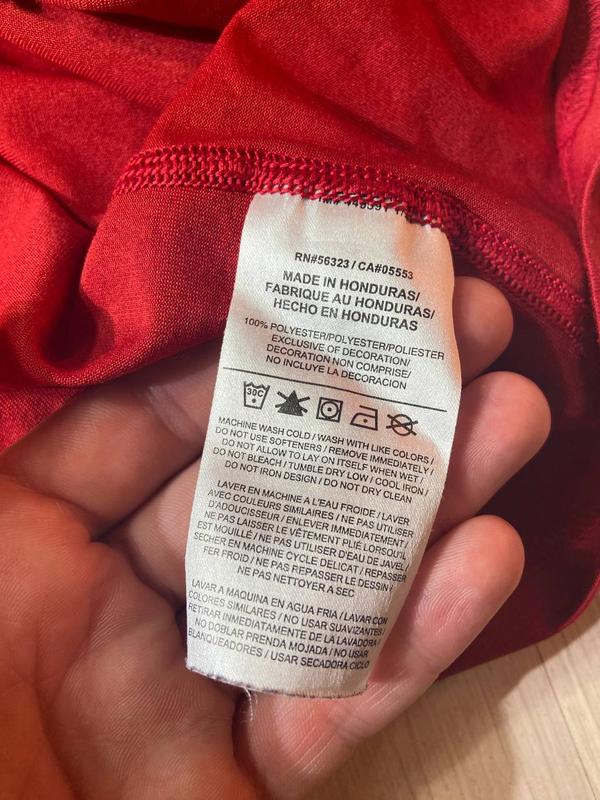 RN#56323 / CA#05553
MADE IN HONDURAS/
FABRIQUE AU HONDURAS/
HECHO EN HONDURAS
100% POLYESTER/POLYESTER/POLIESTER
EXCLUSIVE OF DECORATION/
DECORATION NON COMPRISE/
NO INCLUYE LA DECORACION
30C
MACHINE WASH COLD / WASH WITH LIKE COLORS /
DO NOT USE SOFTENERS / REMOVE IMMEDIATELY /
DO NOT ALLOW TO LAY ON ITSELF WHEN WET /
DO NOT BLEACH / TUMBLE DRY LOW / COOL IRON /
DO NOT IRON DESIGN / DO NOT DRY CLEAN
LAVER EN MACHINE A L'EAU FROIDE / LAVER
AVEC COULEURS SIMILAIRES / NE PAS UTILISER
D'ADOUCISSEUR / ENLEVER IMMEDIATEMENT /
NE PAS LAISSER LE VÊTEMENT PLIÉ LORSQU'IL
EST MOUILLÉ / NE PAS UTILISER D'EAU DE JAVEL /
SECHER EN MACHINE CYCLE DELICAT / REPASSER
FER FROID / NE PAS REPASSER LE DESSIN /
NE PAS NETTOYER A SEC
LAVAR A MAQUINA EN AGUA FRIA / LAVAR CON
COLORES SIMILARES / NO USAR SUAVIZANTES /
RETIRAR INMEDIATAMENTE DE LA LAVADORA /
NO DOBLAR PRENDA MOJADA / NO USAR
BLANQUEADORES / USAR SECADORA CICLO